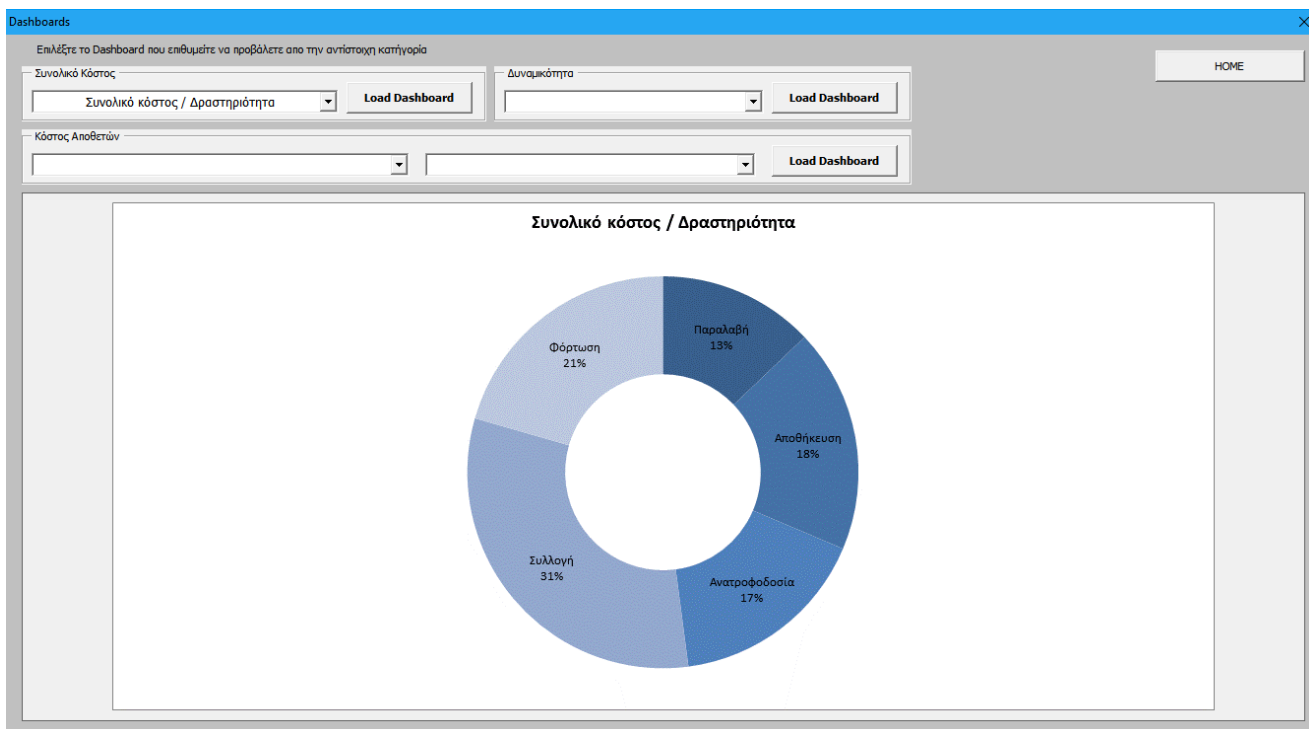 Dashboards
Επιλέξτε το Dashboard που επιθυμείτε να προβάλετε απο την αντίστοιχη κατήγορία
HOME
Συνολικό Κόστος
Συνολικό κόστος / Δραστηριότητα
Load Dashboard
Δυναμικότητα
Load Dashboard
Κόστος Αποθετών
Load Dashboard
Συνολικό κόστος / Δραστηριότητα
Παραλαβή
13%
Αποθήκευση
18%
Ανατροφοδοσία
17%
Συλλογή
31%
Φόρτωση
21%